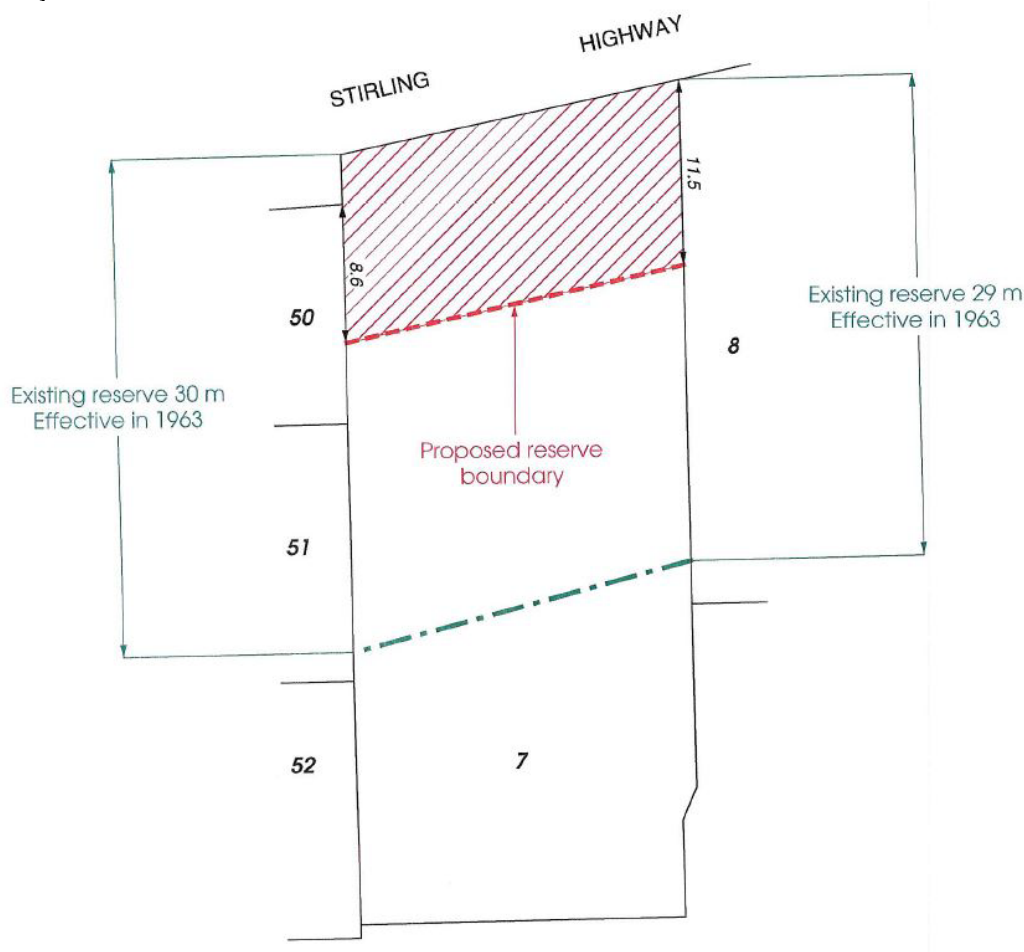 STIRLING HIGHWAY
11.5
8.6
50
Existing reserve 29 m
Effective in 1963
8
Existing reserve 30 m
Effective in 1963
Proposed reserve
boundary
51
52
7